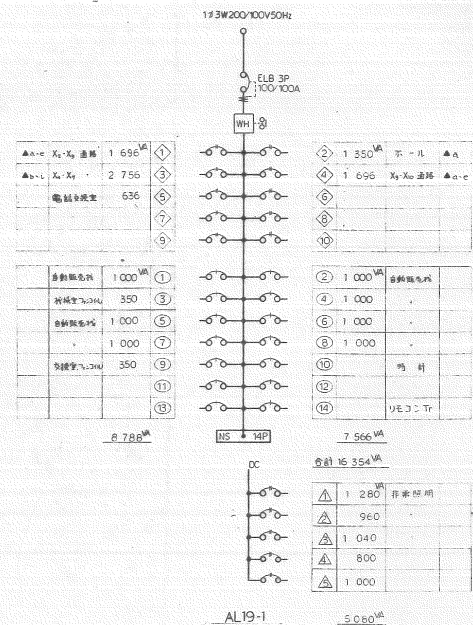 1φ3W200/100V50Hz
ELB 3P
100/100A
WH
▲a-e X₅-X₈ 通路 1 696VA ①
② 1 350VA ホール ▲a
2 756 ③
④ 1 696 通路 ▲a-e
電話交換室 636 ⑤
⑥
⑦
⑧
⑨
⑩
自動販売機 1 000VA ①
② 1 000VA 自動販売機
350 ③
④ 1 000 〃
自動販売機 1 000 ⑤
⑥ 1 000 〃
〃 1 000 ⑦
⑧ 1 000 〃
350 ⑨
⑩ 時計
⑪
⑫
⑬
⑭ リモコンTr
8 788VA
NS 14P
7 566VA
合計 16 354VA
DC
1 1 280VA 非常照明
2 960 〃
3 1 040
4 800
5 1 000
AL19-1
5 080VA